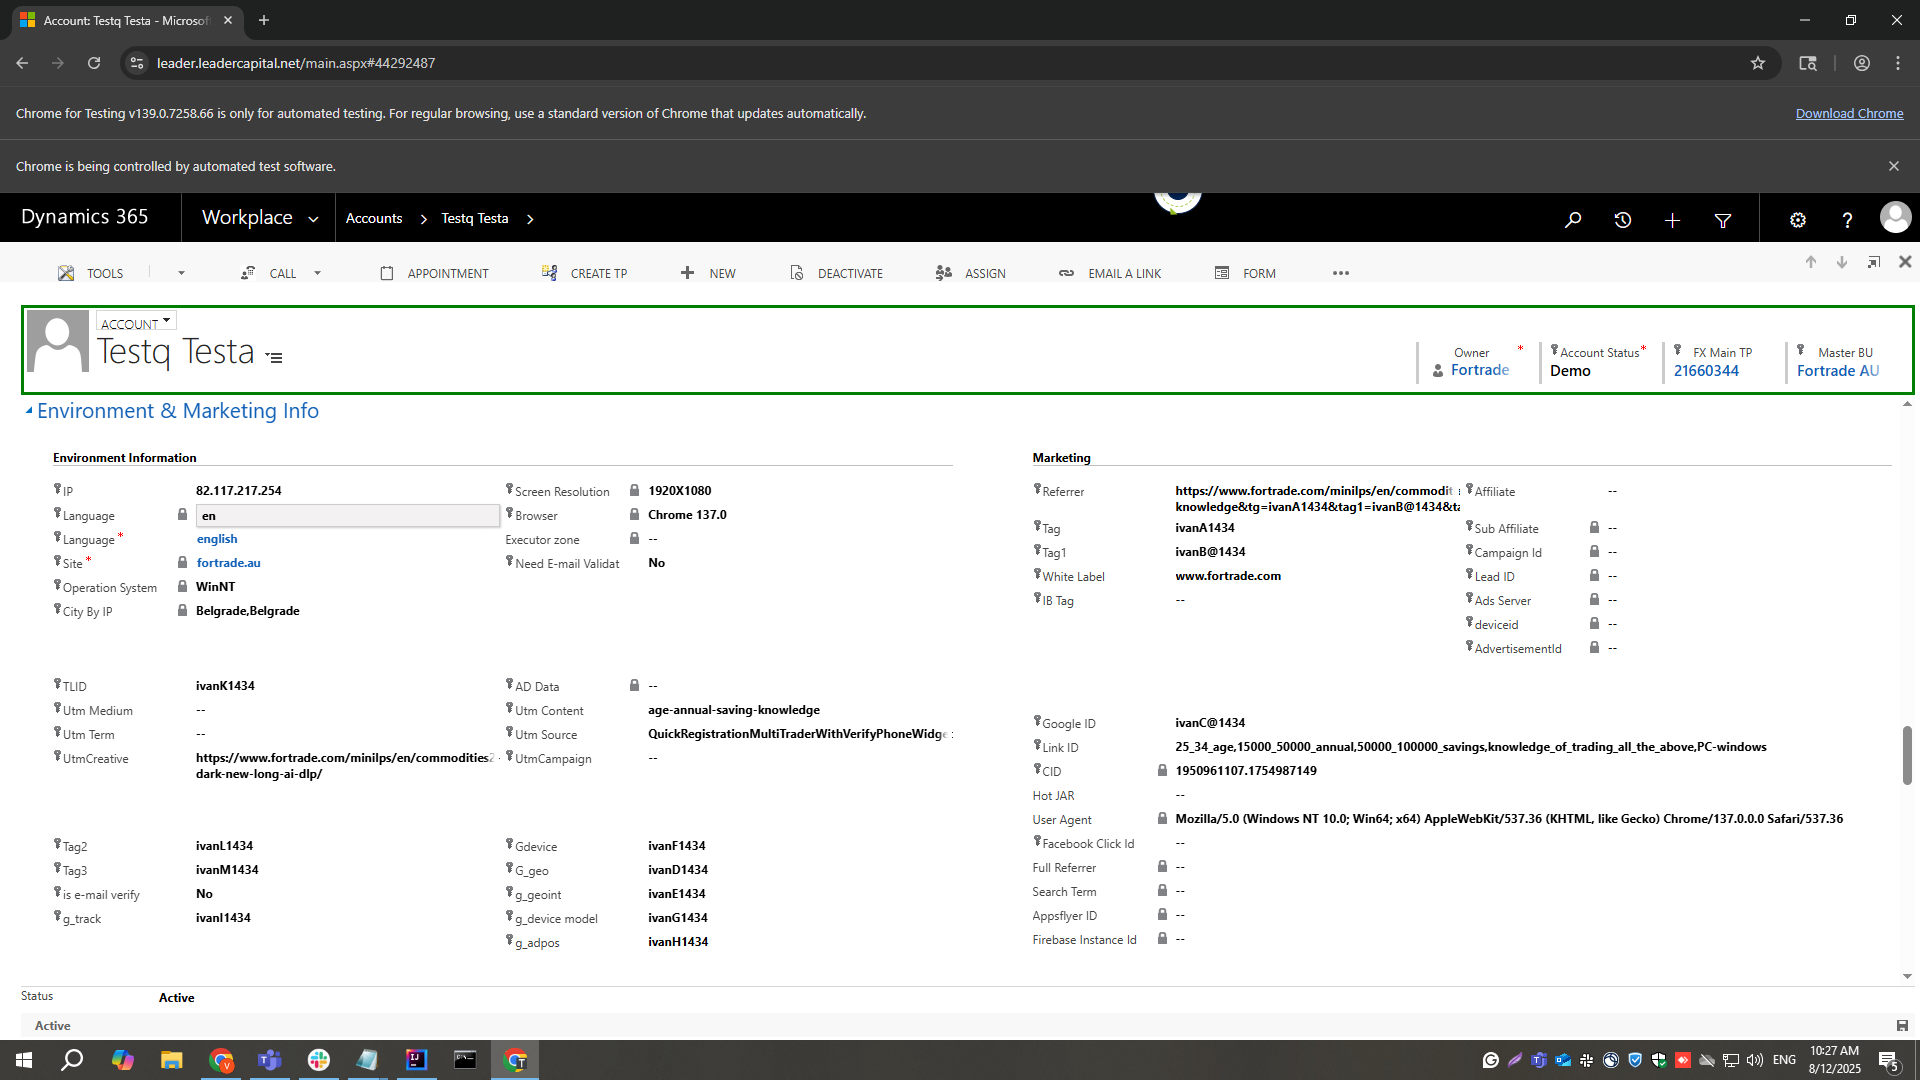 Account: Testq Testa - Microsof
leader.leadercapital.net/main.aspx#44292487
Chrome for Testing v139.0.7258.66 is only for automated testing. For regular browsing, use a standard version of Chrome that updates automatically.
Download Chrome
Chrome is being controlled by automated test software.
Dynamics 365
Workplace
Accounts
Testq Testa
TOOLS
CALL
APPOINTMENT
CREATE TP
NEW
DEACTIVATE
ASSIGN
EMAIL A LINK
FORM
ACCOUNT
Testq Testa
Owner *
Fortrade
Account Status *
Demo
FX Main TP
21660344
Master BU
Fortrade AU
Environment & Marketing Info
Environment Information
IP 82.117.217.254
Language en
Language * english
Site * fortrade.au
Operation System WinNT
City By IP Belgrade,Belgrade
Screen Resolution 1920X1080
Browser Chrome 137.0
Executor zone --
Need E-mail Validat No
TLID ivanK1434
Utm Medium --
Utm Term --
UtmCreative https://www.fortrade.com/minilps/en/commodities2
dark-new-long-ai-dlp/
AD Data --
Utm Content age-annual-saving-knowledge
Utm Source QuickRegistrationMultiTraderWithVerifyPhoneWidge
UtmCampaign --
Tag2 ivanL1434
Tag3 ivanM1434
is e-mail verify No
g_track ivanI1434
Gdevice ivanF1434
G_geo ivanD1434
g_geoint ivanE1434
g_device model ivanG1434
g_adpos ivanH1434
Marketing
Referrer https://www.fortrade.com/minilps/en/commodit
knowledge&tg=ivanA1434&tag1=ivanB@1434&ta
Tag ivanA1434
Tag1 ivanB@1434
White Label www.fortrade.com
IB Tag --
Affiliate --
Sub Affiliate --
Campaign Id --
Lead ID --
Ads Server --
deviceid --
AdvertisementId --
Google ID ivanC@1434
Link ID 25_34_age,15000_50000_annual,50000_100000_savings,knowledge_of_trading_all_the_above,PC-windows
CID 1950961107.1754987149
Hot JAR --
User Agent Mozilla/5.0 (Windows NT 10.0; Win64; x64) AppleWebKit/537.36 (KHTML, like Gecko) Chrome/137.0.0.0 Safari/537.36
Facebook Click Id --
Full Referrer --
Search Term --
Appsflyer ID --
Firebase Instance Id --
Status Active
Active
ENG
10:27 AM
8/12/2025
5